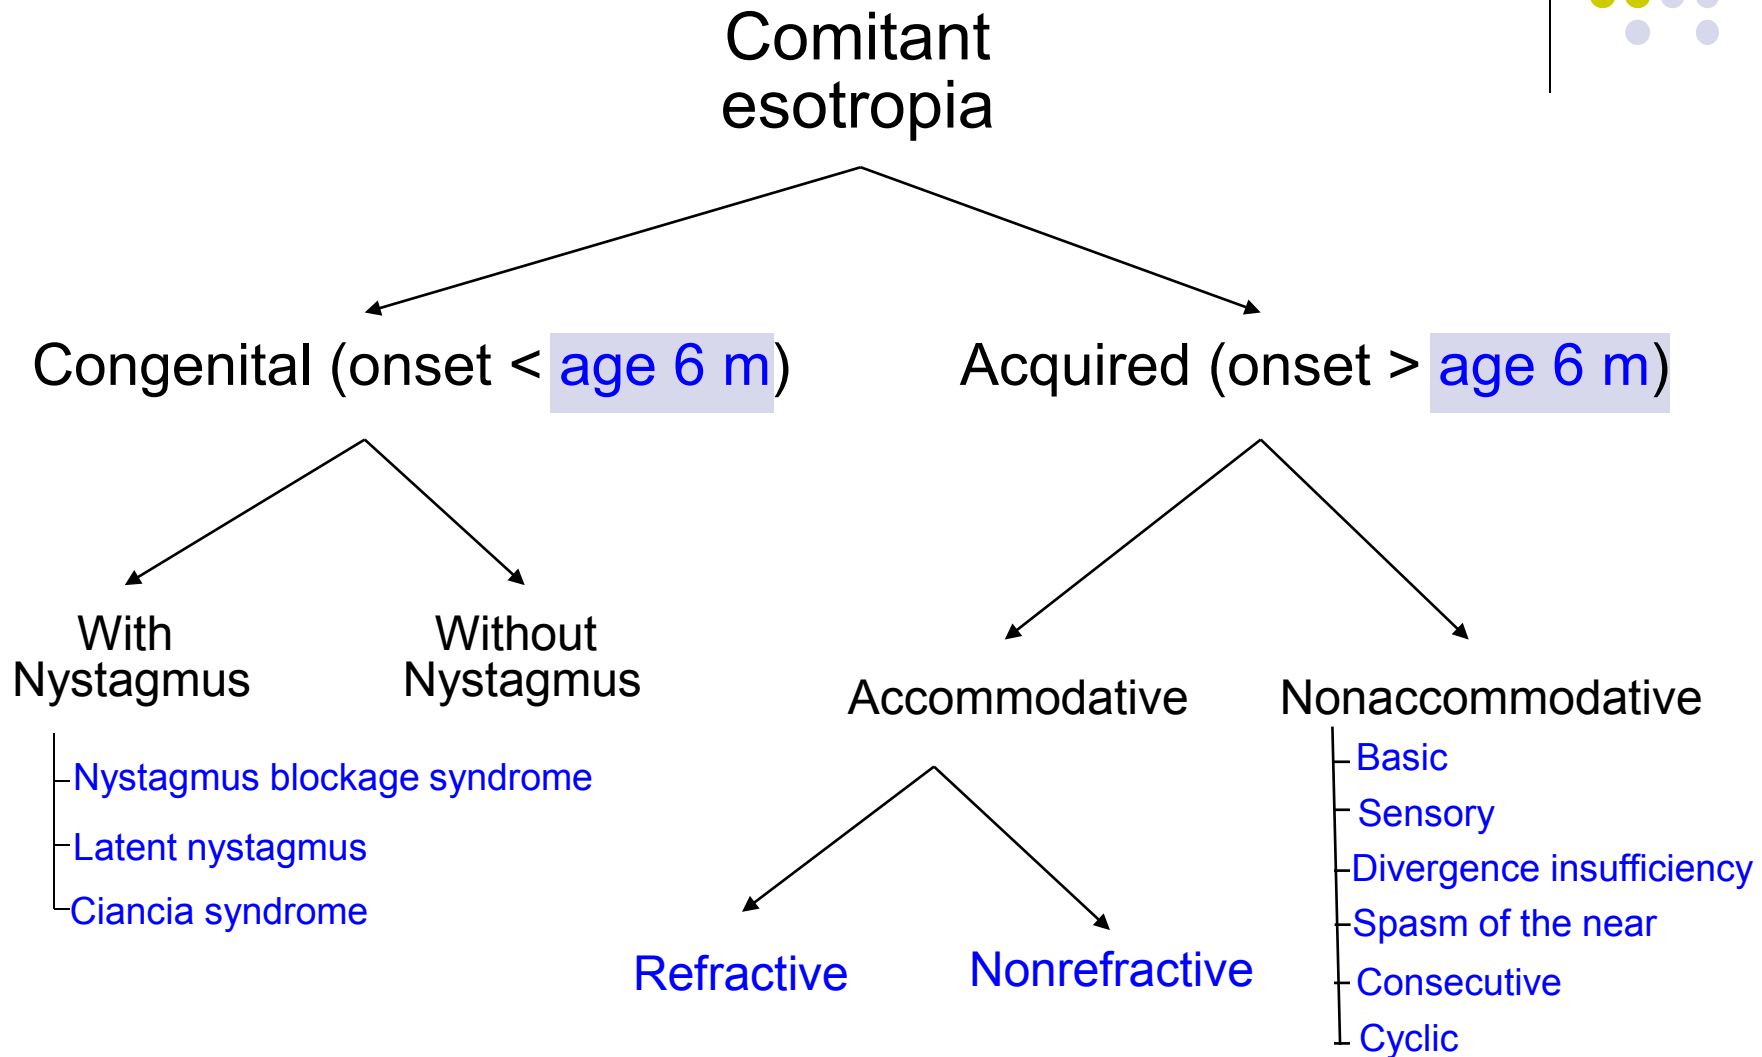 Comitant
esotropia
Congenital (onset < age 6 m)
Acquired (onset > age 6 m)
With
Nystagmus
Without
Nystagmus
Accommodative
Nonaccommodative
Nystagmus blockage syndrome
Latent nystagmus
Ciancia syndrome
Refractive
Nonrefractive
Basic
Sensory
Divergence insufficiency
Spasm of the near
Consecutive
Cyclic